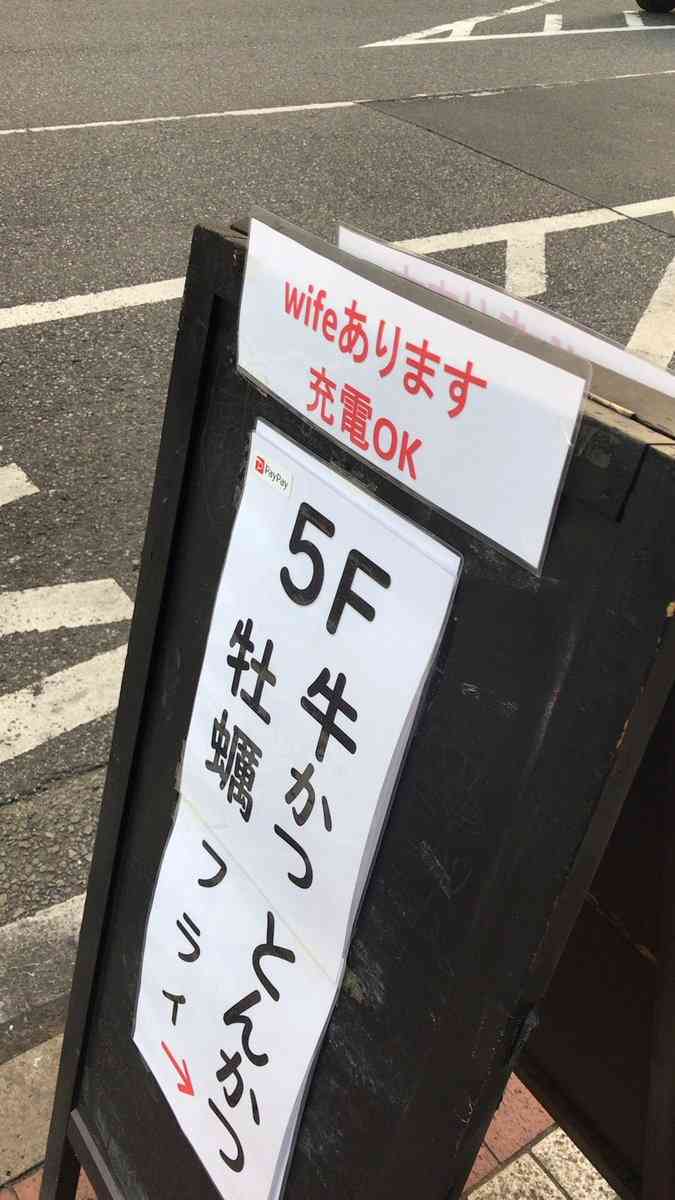 wifeあります
充電OK
PayPay
5F
牛かつ とんかつ
牡蠣フライ